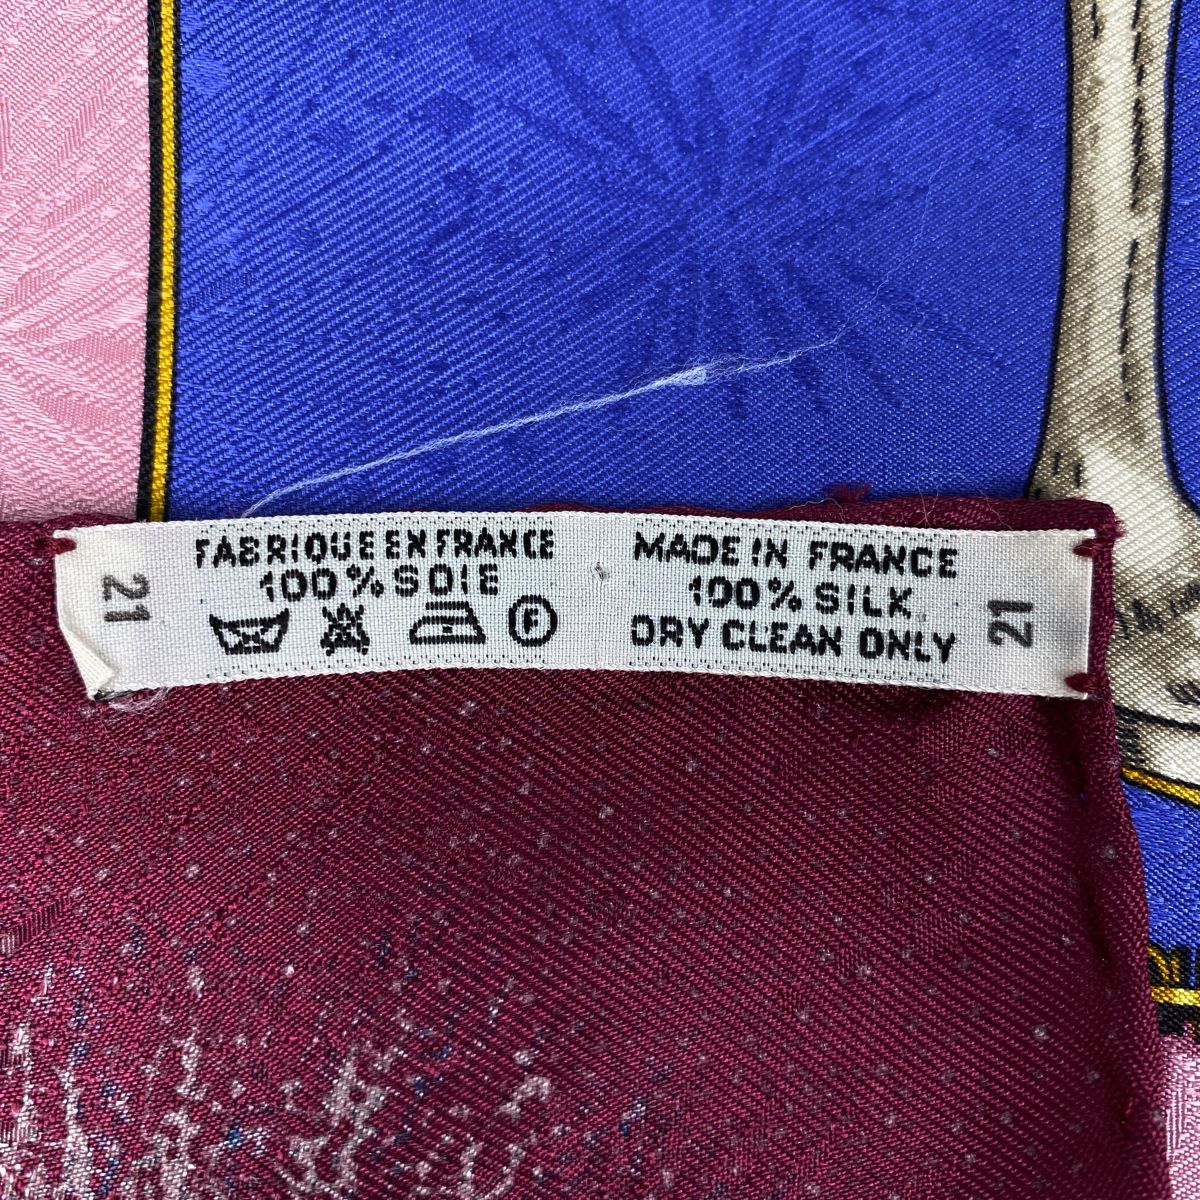 21
FABRIQUE EN FRANCE
100% SOIE
F
MADE IN FRANCE
100% SILK
DRY CLEAN ONLY
21